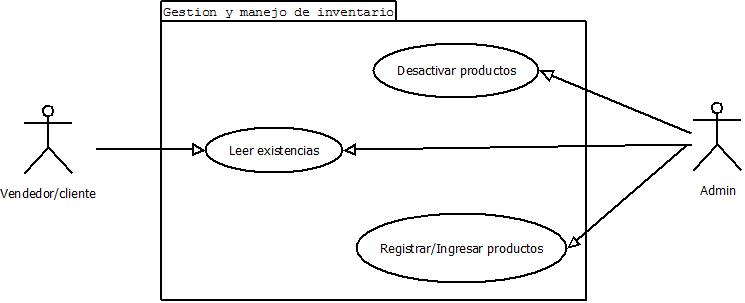 Gestion y manejo de inventario
Desactivar productos
Leer existencias
Vendedor/cliente
Admin
Registrar/Ingresar productos